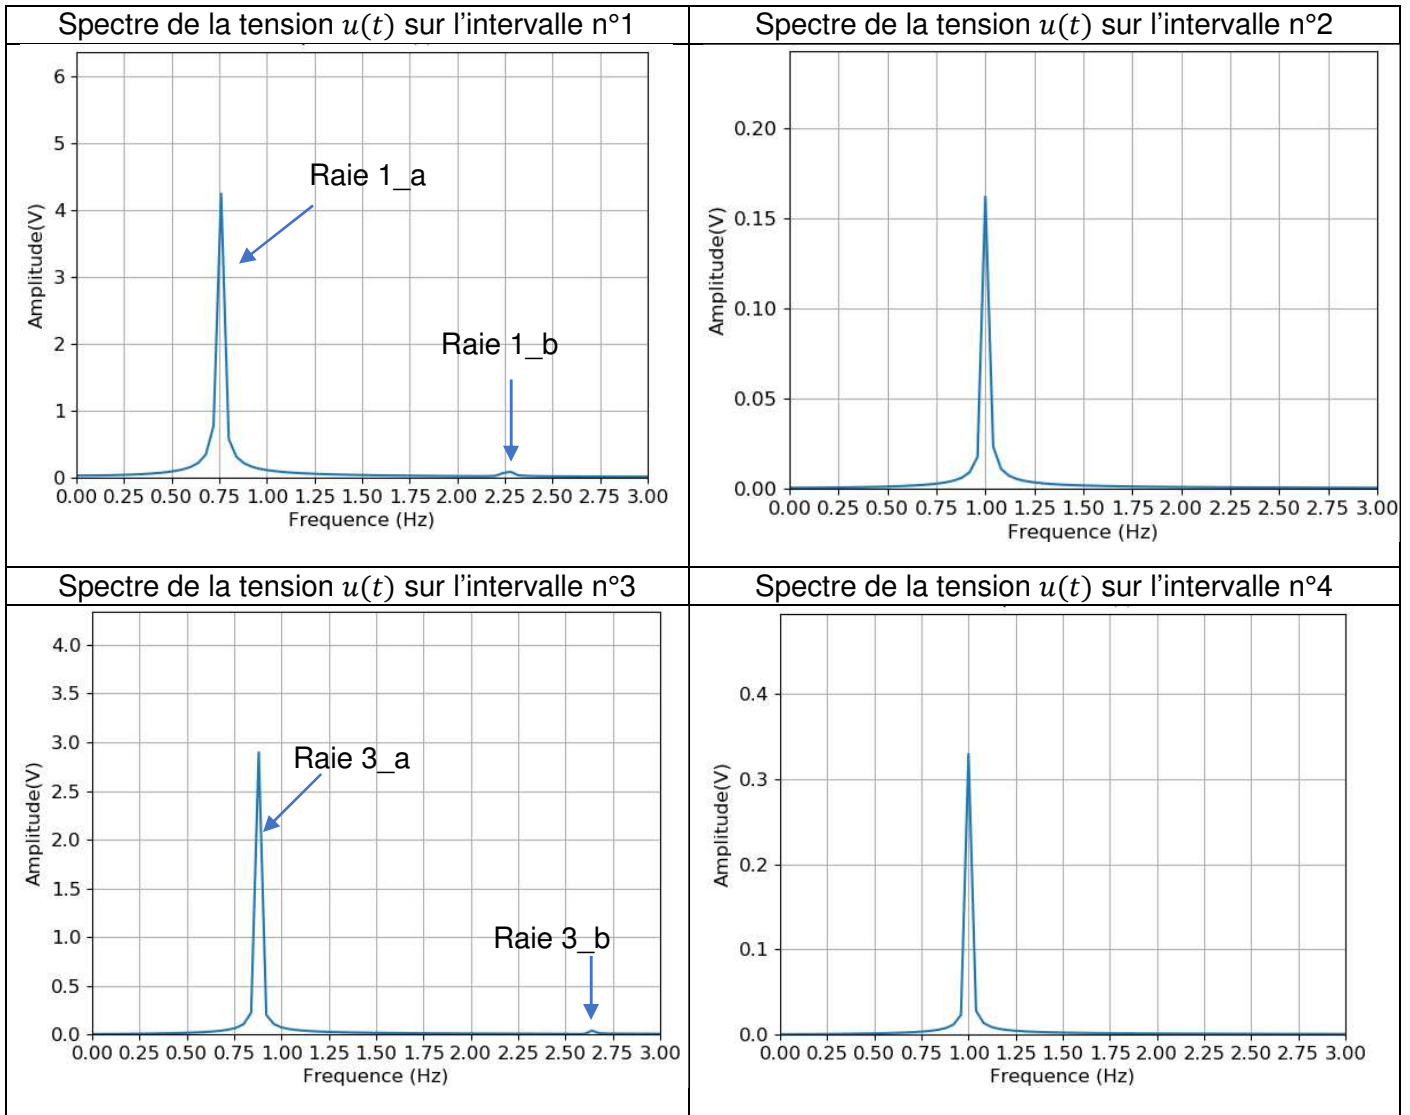 Spectre de la tension u(t) sur l'intervalle n°1
Spectre de la tension u(t) sur l'intervalle n°2
6
5
4
3
2
1
0
Amplitude(V)
Raie 1_a
Raie 1_b
0.00 0.25 0.50 0.75 1.00 1.25 1.50 1.75 2.00 2.25 2.50 2.75 3.00
Frequence (Hz)
0.20
0.15
0.10
0.05
0.00
Amplitude(V)
0.00 0.25 0.50 0.75 1.00 1.25 1.50 1.75 2.00 2.25 2.50 2.75 3.00
Frequence (Hz)
Spectre de la tension u(t) sur l'intervalle n°3
Spectre de la tension u(t) sur l'intervalle n°4
4.0
3.5
3.0
2.5
2.0
1.5
1.0
0.5
0.0
Amplitude(V)
Raie 3_a
Raie 3_b
0.00 0.25 0.50 0.75 1.00 1.25 1.50 1.75 2.00 2.25 2.50 2.75 3.00
Frequence (Hz)
0.4
0.3
0.2
0.1
0.0
Amplitude(V)
0.00 0.25 0.50 0.75 1.00 1.25 1.50 1.75 2.00 2.25 2.50 2.75 3.00
Frequence (Hz)